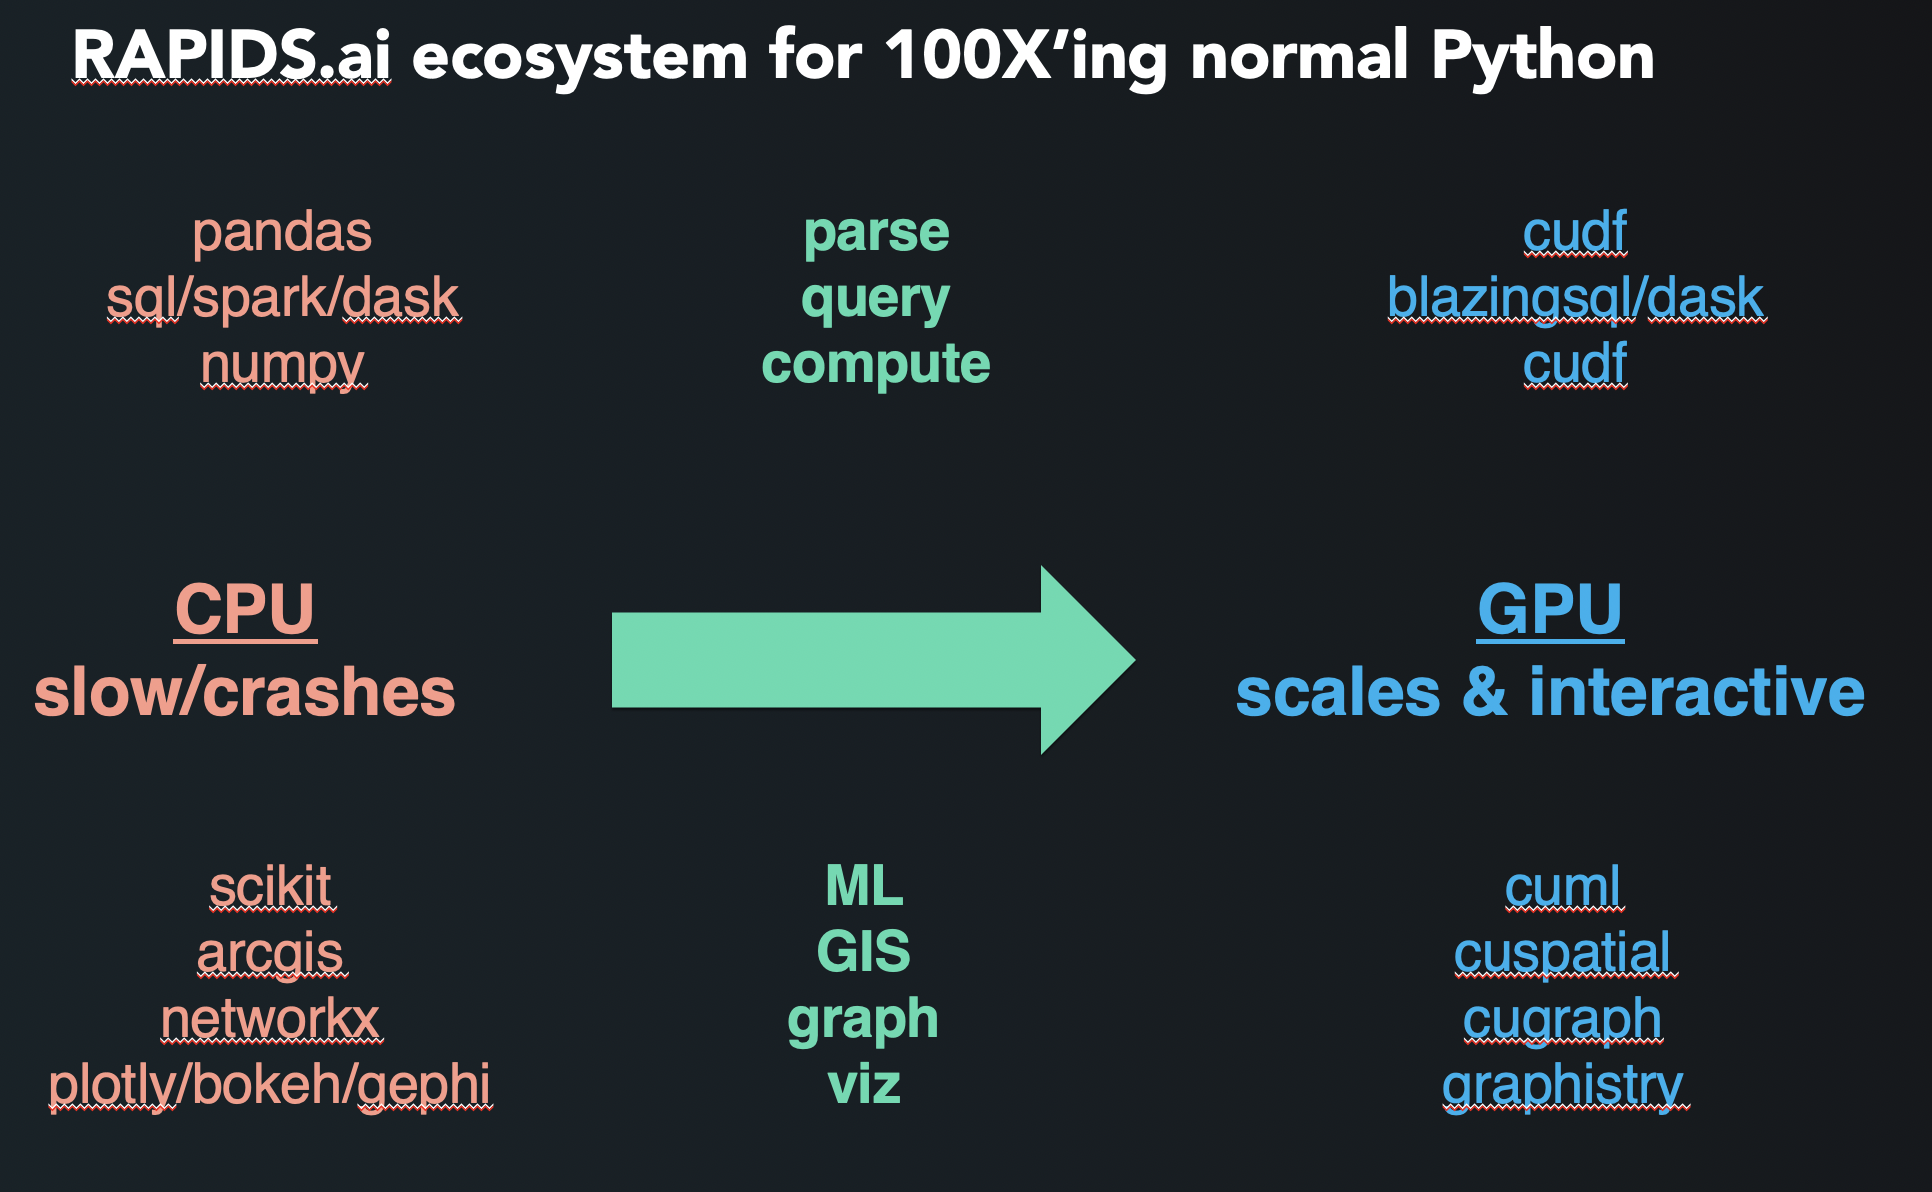 RAPIDS.ai ecosystem for 100X’ing normal Python
pandas
sql/spark/dask
numpy
parse
query
compute
cudf
blazingsql/dask
cudf
CPU
slow/crashes
GPU
scales & interactive
scikit
arcgis
networkx
plotly/bokeh/gephi
ML
GIS
graph
viz
cuml
cuspatial
cugraph
graphistry